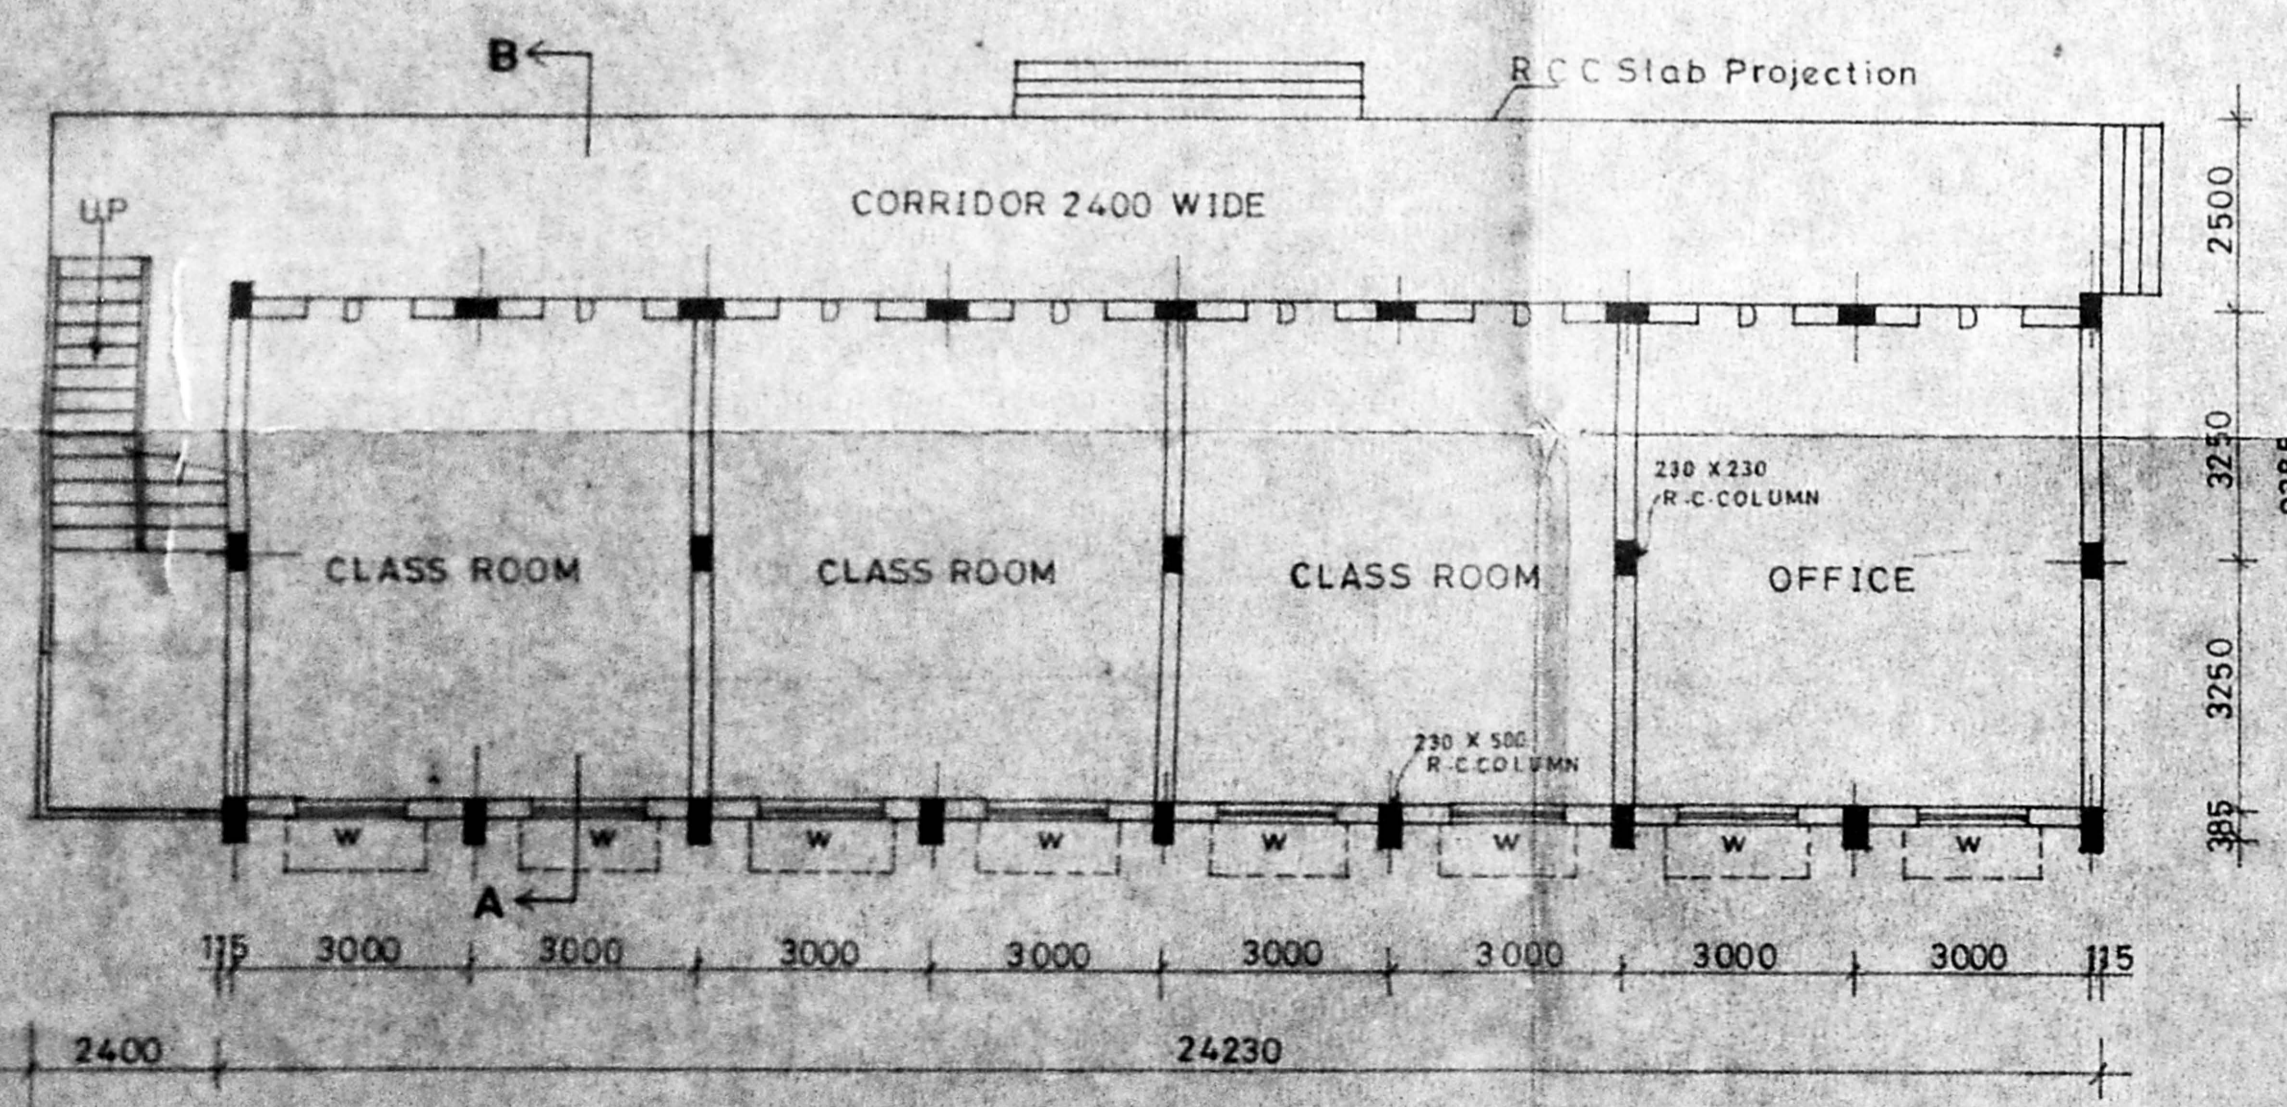 B
R C C Slab Projection
CORRIDOR 2400 WIDE
UP
2500
D D D D D D D D
3250
230 X 230
R-C-COLUMN
CLASS ROOM CLASS ROOM CLASS ROOM OFFICE
3250
230 X 500
R-C COLUMN
385
W W W W W W W W
A
115 3000 3000 3000 3000 3000 3000 3000 3000 115
2400 24230